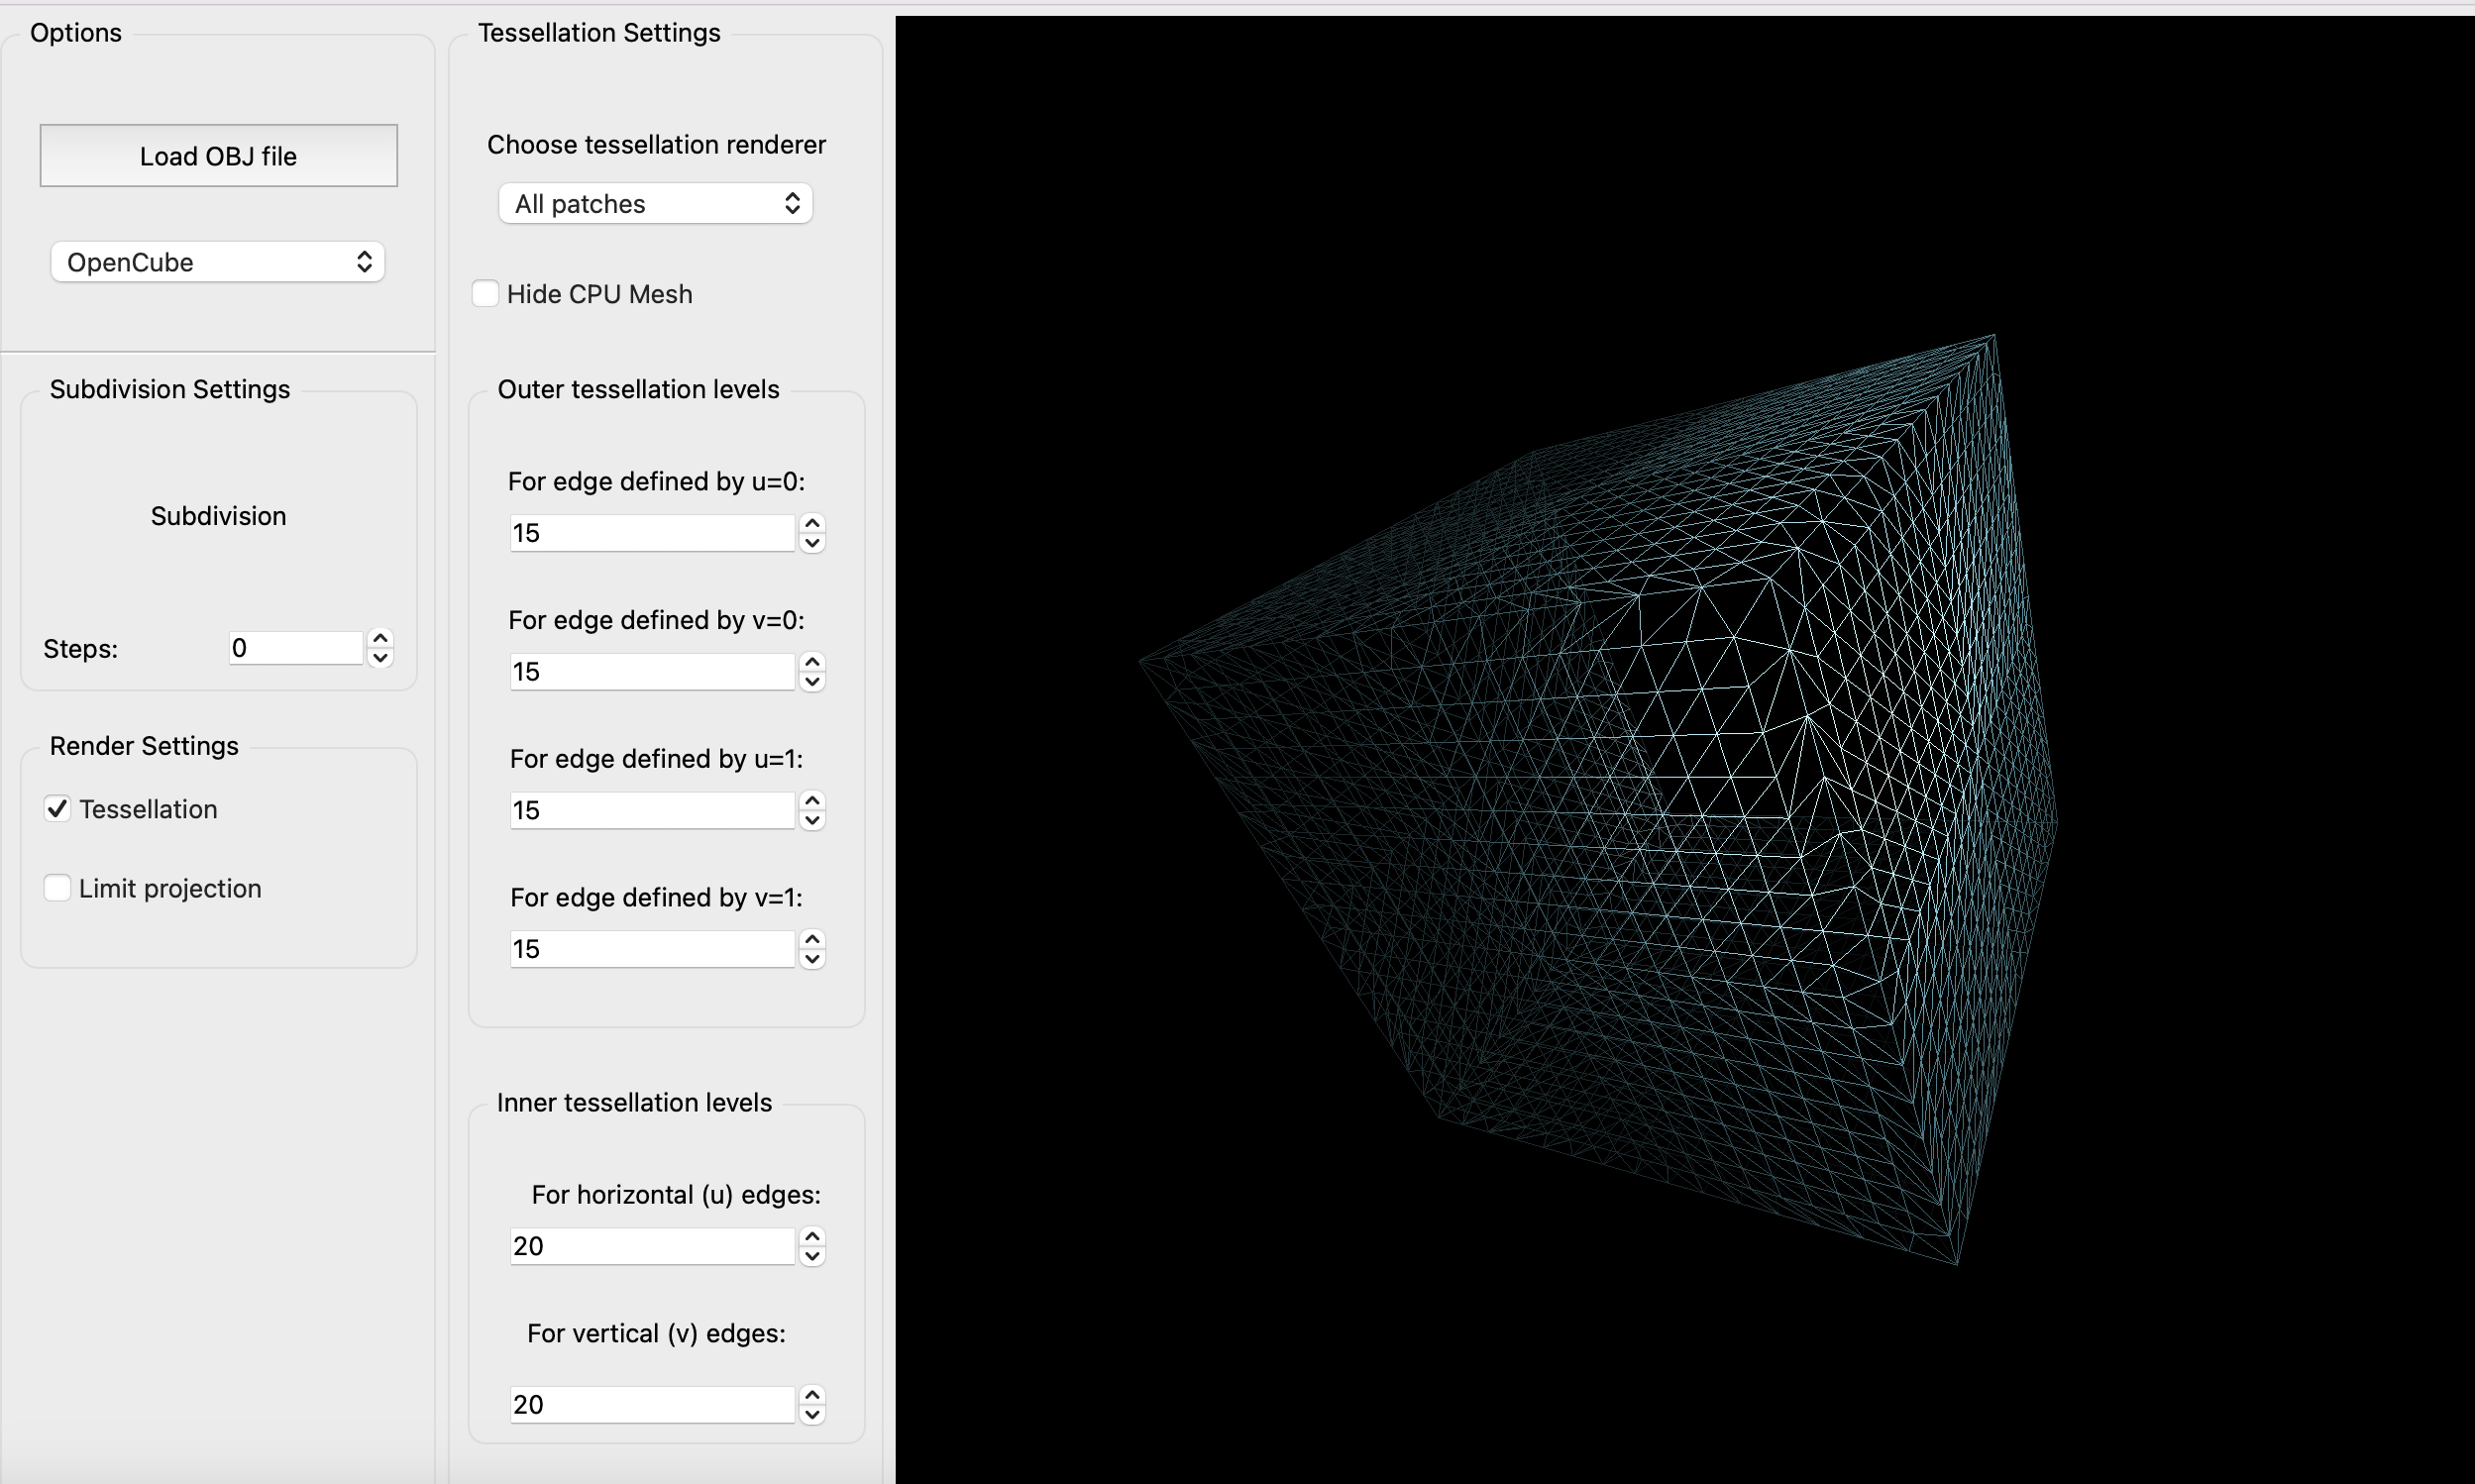 Options
Load OBJ file
OpenCube
Subdivision Settings
Subdivision
Steps: 0
Render Settings
Tessellation
Limit projection
Tessellation Settings
Choose tessellation renderer
All patches
Hide CPU Mesh
Outer tessellation levels
For edge defined by u=0:
15
For edge defined by v=0:
15
For edge defined by u=1:
15
For edge defined by v=1:
15
Inner tessellation levels
For horizontal (u) edges:
20
For vertical (v) edges:
20